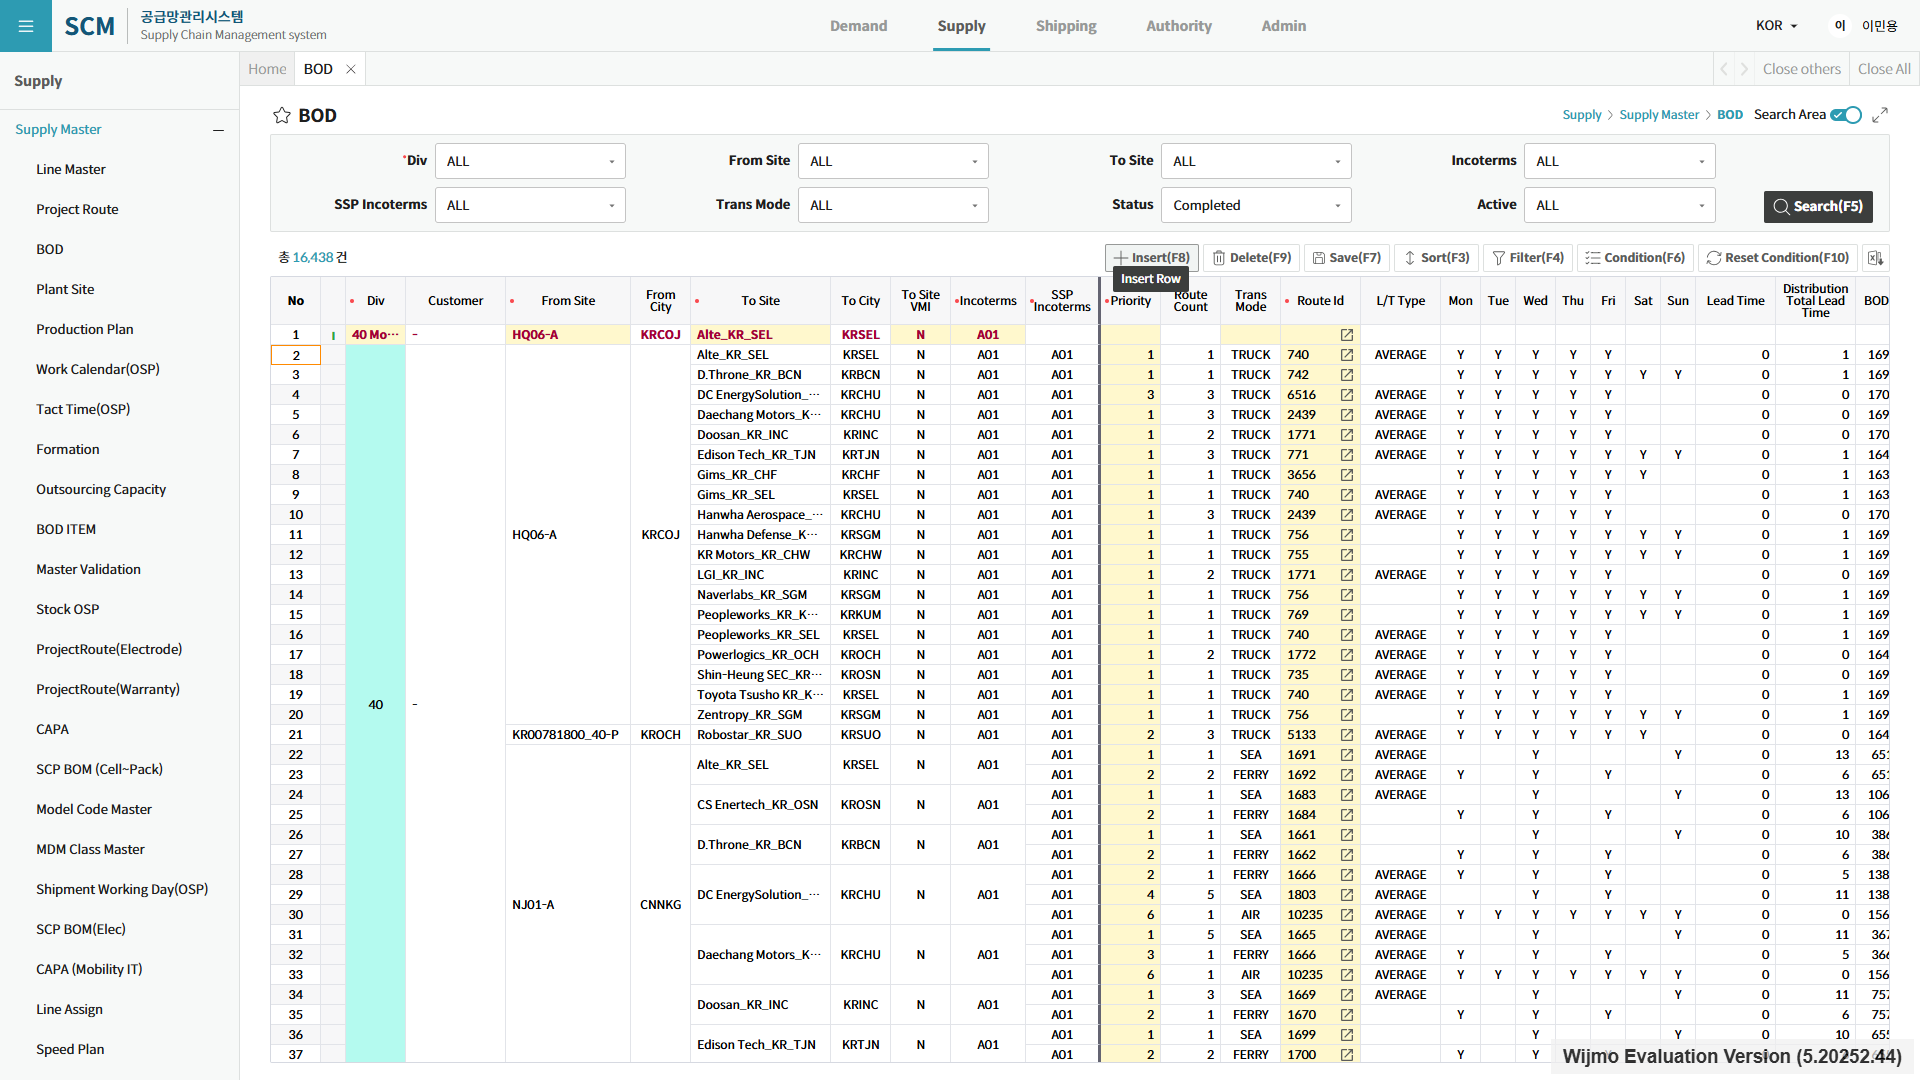 SCM 공급망관리시스템
Supply Chain Management system
Demand Supply Shipping Authority Admin
KOR 이 이민용
Supply
Home BOD Close others Close All
Supply Master
Line Master
Project Route
BOD
Plant Site
Production Plan
Work Calendar(OSP)
Tact Time(OSP)
Formation
Outsourcing Capacity
BOD ITEM
Master Validation
Stock OSP
ProjectRoute(Electrode)
ProjectRoute(Warranty)
CAPA
SCP BOM (Cell~Pack)
Model Code Master
MDM Class Master
Shipment Working Day(OSP)
SCP BOM(Elec)
CAPA (Mobility IT)
Line Assign
Speed Plan
BOD
Supply > Supply Master > BOD Search Area
*Div ALL From Site ALL To Site ALL Incoterms ALL
SSP Incoterms ALL Trans Mode ALL Status Completed Active ALL Search(F5)
총 16,438 건
Insert(F8) Delete(F9) Save(F7) Sort(F3) Filter(F4) Condition(F6) Reset Condition(F10)
Insert Row
No Div Customer From Site From City To Site To City To Site VMI Incoterms SSP Incoterms Priority Route Count Trans Mode Route Id L/T Type Mon Tue Wed Thu Fri Sat Sun Lead Time Distribution Total Lead Time BOD
1 I 40 Mo··· - HQ06-A KRCOJ Alte_KR_SEL KRSEL N A01
2 Alte_KR_SEL KRSEL N A01 A01 1 1 TRUCK 740 AVERAGE Y Y Y Y Y 0 1 169
3 D.Throne_KR_BCN KRBCN N A01 A01 1 1 TRUCK 742 Y Y Y Y Y Y Y 0 1 169
4 DC EnergySolution_··· KRCHU N A01 A01 3 3 TRUCK 6516 AVERAGE Y Y Y Y Y 0 0 170
5 Daechang Motors_K··· KRCHU N A01 A01 1 3 TRUCK 2439 AVERAGE Y Y Y Y Y 0 0 169
6 Doosan_KR_INC KRINC N A01 A01 1 2 TRUCK 1771 AVERAGE Y Y Y Y Y 0 0 170
7 Edison Tech_KR_TJN KRTJN N A01 A01 1 3 TRUCK 771 AVERAGE Y Y Y Y Y Y Y 0 1 164
8 Gims_KR_CHF KRCHF N A01 A01 1 1 TRUCK 3656 Y Y Y Y Y Y 0 1 163
9 Gims_KR_SEL KRSEL N A01 A01 1 1 TRUCK 740 AVERAGE Y Y Y Y Y 0 1 163
10 Hanwha Aerospace_··· KRCHU N A01 A01 1 3 TRUCK 2439 AVERAGE Y Y Y Y Y 0 0 170
11 HQ06-A KRCOJ Hanwha Defense_K··· KRSGM N A01 A01 1 1 TRUCK 756 Y Y Y Y Y Y Y 0 1 169
12 KR Motors_KR_CHW KRCHW N A01 A01 1 1 TRUCK 755 Y Y Y Y Y Y Y 0 1 169
13 LGI_KR_INC KRINC N A01 A01 1 2 TRUCK 1771 AVERAGE Y Y Y Y Y 0 0 169
14 Naverlabs_KR_SGM KRSGM N A01 A01 1 1 TRUCK 756 Y Y Y Y Y Y Y 0 1 169
15 Peopleworks_KR_K··· KRKUM N A01 A01 1 1 TRUCK 769 Y Y Y Y Y Y Y 0 1 169
16 Peopleworks_KR_SEL KRSEL N A01 A01 1 1 TRUCK 740 AVERAGE Y Y Y Y Y 0 1 169
17 Powerlogics_KR_OCH KROCH N A01 A01 1 2 TRUCK 1772 AVERAGE Y Y Y Y Y 0 0 164
18 Shin-Heung SEC_KR··· KROSN N A01 A01 1 1 TRUCK 735 AVERAGE Y Y Y Y Y 0 0 169
19 Toyota Tsusho KR_K··· KRSEL N A01 A01 1 1 TRUCK 740 AVERAGE Y Y Y Y Y 0 1 169
20 40 - Zentropy_KR_SGM KRSGM N A01 A01 1 1 TRUCK 756 Y Y Y Y Y Y Y 0 1 169
21 KR00781800_40-P KROCH Robostar_KR_SUO KRSUO N A01 A01 2 3 TRUCK 5133 AVERAGE Y Y Y Y Y Y 0 0 164
22 Alte_KR_SEL KRSEL N A01 A01 1 1 SEA 1691 AVERAGE Y Y 0 13 651
23 A01 2 2 FERRY 1692 AVERAGE Y Y Y 0 6 651
24 CS Enertech_KR_OSN KROSN N A01 A01 1 1 SEA 1683 AVERAGE Y Y 0 13 106
25 A01 2 1 FERRY 1684 Y Y Y 0 6 106
26 D.Throne_KR_BCN KRBCN N A01 A01 1 1 SEA 1661 Y Y 0 10 386
27 A01 2 1 FERRY 1662 Y Y Y 0 6 386
28 A01 2 1 FERRY 1666 AVERAGE Y Y Y 0 5 138
29 NJ01-A CNNKG DC EnergySolution_··· KRCHU N A01 A01 4 5 SEA 1803 AVERAGE Y 0 11 138
30 A01 6 1 AIR 10235 AVERAGE Y Y Y Y Y Y Y 0 0 156
31 A01 1 5 SEA 1665 AVERAGE Y Y 0 11 367
32 Daechang Motors_K··· KRCHU N A01 A01 3 1 FERRY 1666 AVERAGE Y Y Y 0 5 366
33 A01 6 1 AIR 10235 AVERAGE Y Y Y Y Y Y Y 0 0 156
34 Doosan_KR_INC KRINC N A01 A01 1 3 SEA 1669 AVERAGE Y Y 0 11 757
35 A01 2 1 FERRY 1670 Y Y Y 0 6 757
36 Edison Tech_KR_TJN KRTJN N A01 A01 1 1 SEA 1699 Y Y 0 10 655
37 A01 2 2 FERRY 1700 Y Y
Wijmo Evaluation Version (5.20252.44)